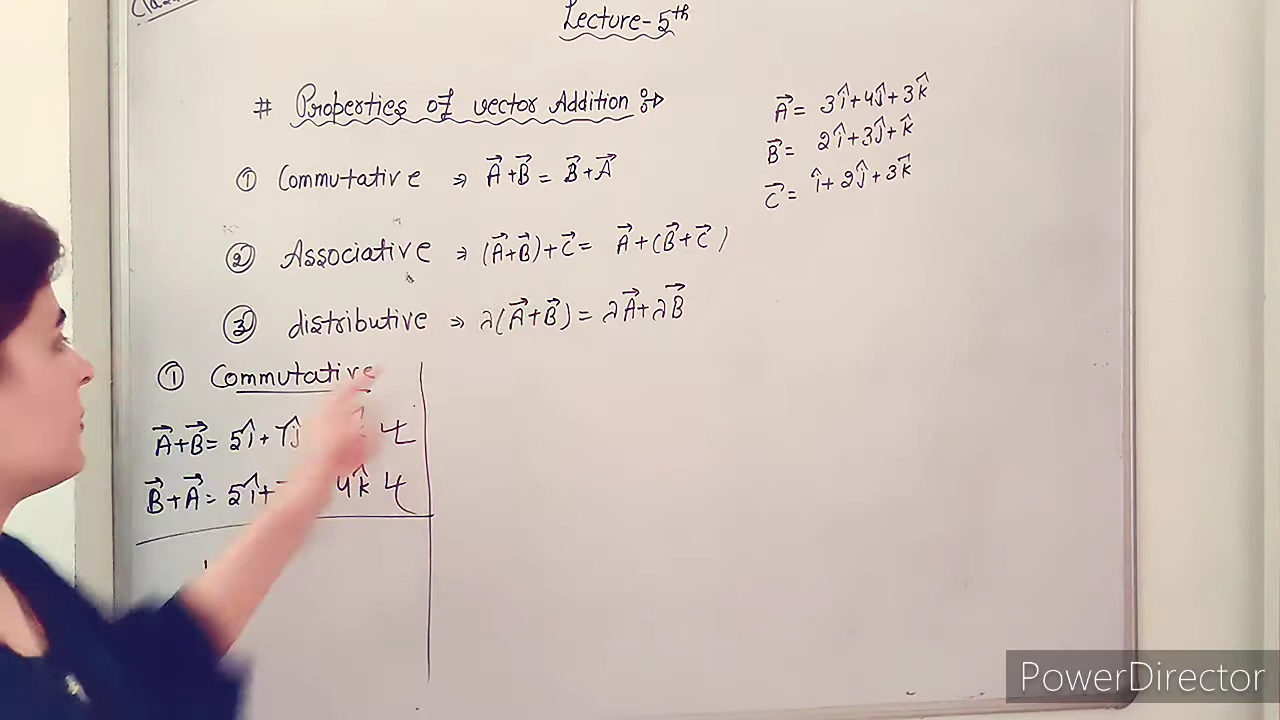 Lecture-5th
# Properties of vector Addition :-
① Commutative ⇒ A⃗+B⃗ = B⃗+A⃗
② Associative ⇒ (A⃗+B⃗)+C⃗ = A⃗+(B⃗+C⃗)
③ distributive ⇒ λ(A⃗+B⃗) = λA⃗+λB⃗
A⃗ = 3î+4ĵ+3k̂
B⃗ = 2î+3ĵ+k̂
C⃗ = î+2ĵ+3k̂
① Commutative
A⃗+B⃗ = 5î+7ĵ
B⃗+A⃗ = 5î+ 4k̂
PowerDirector